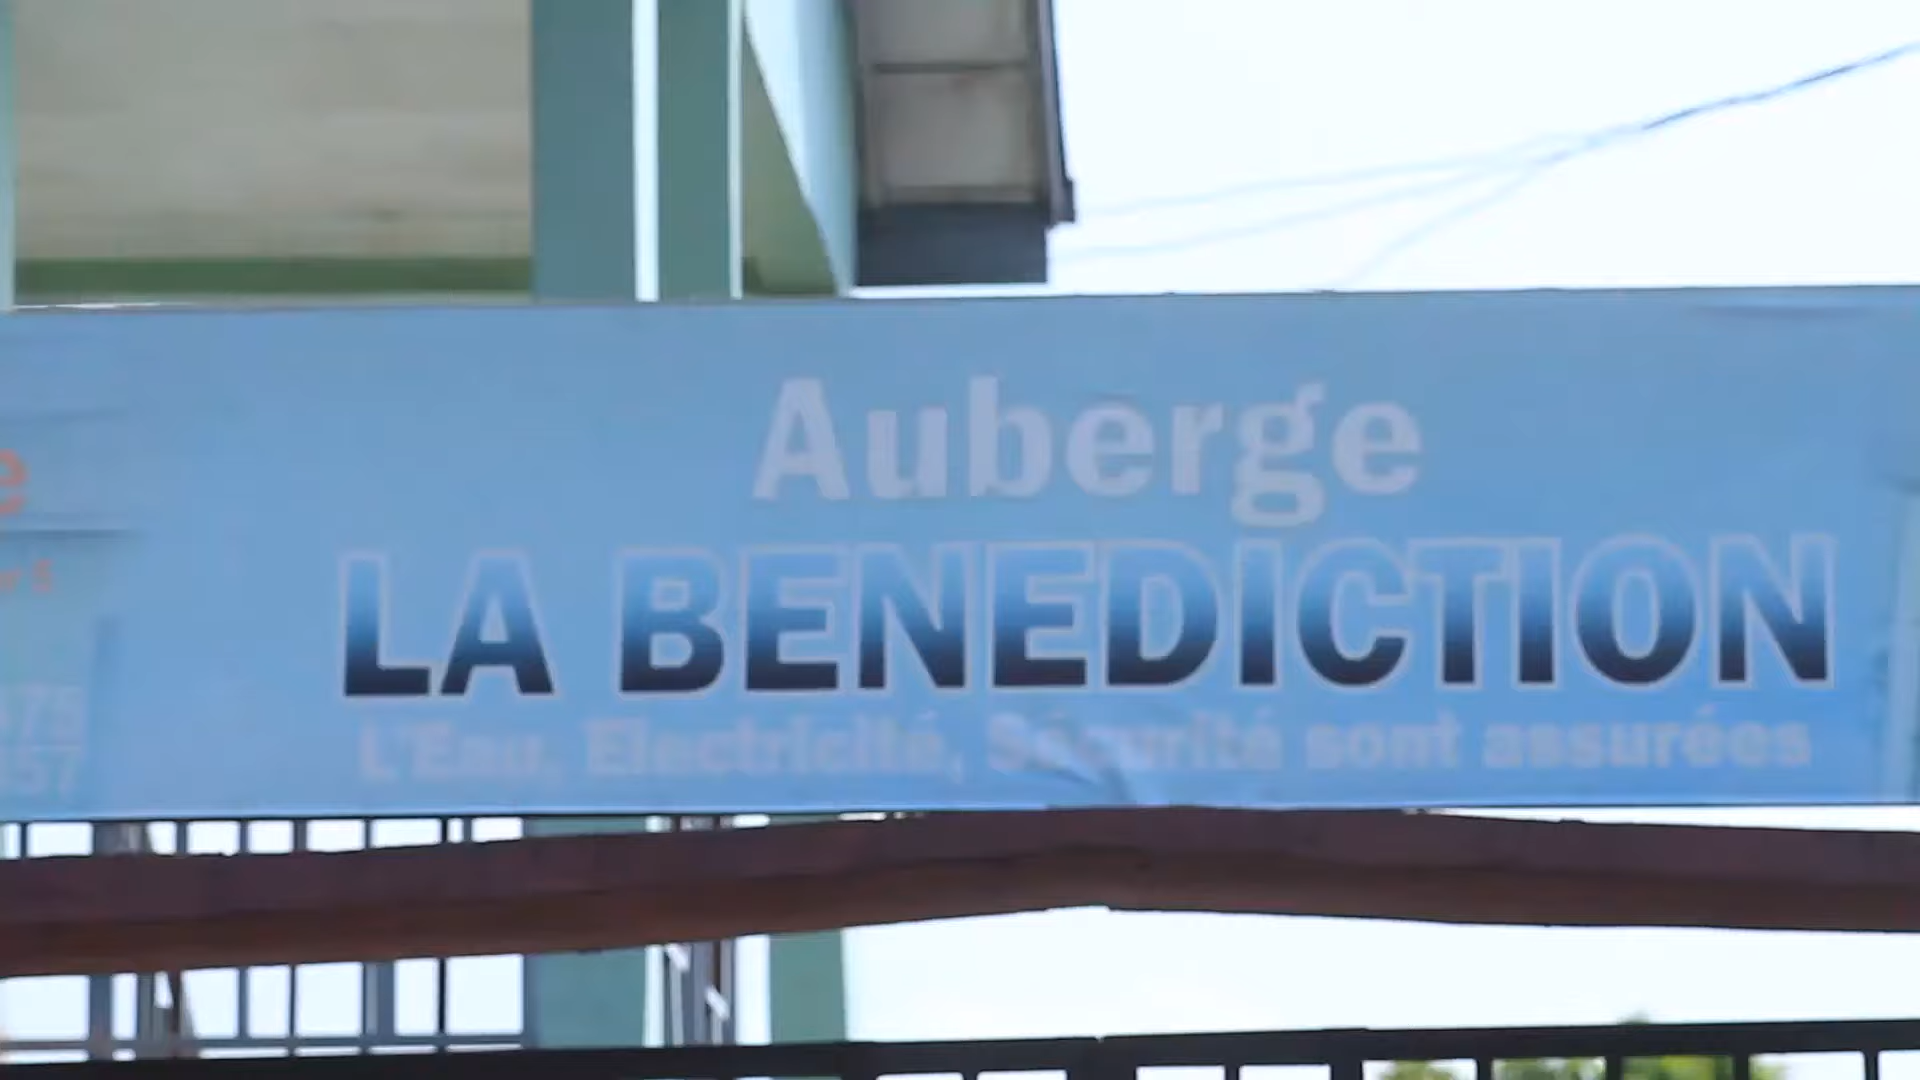 Auberge
LA BENEDICTION
L'Eau, Electricité, Sécurité sont assurées